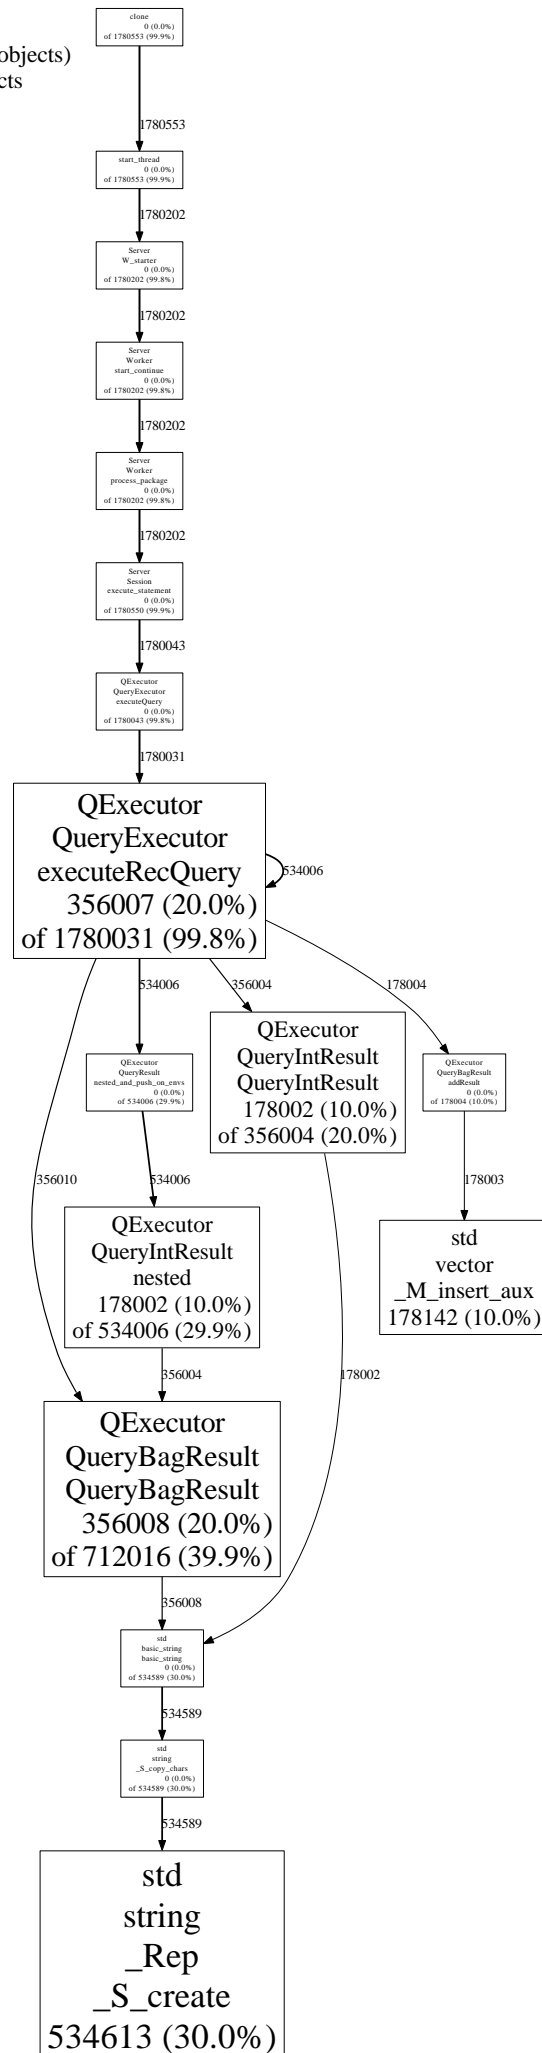 clone
0 (0.0%)
of 1780553 (99.9%)
objects)
cts
1780553
start_thread
0 (0.0%)
of 1780553 (99.9%)
1780202
Server
W_starter
0 (0.0%)
of 1780202 (99.8%)
1780202
Server
Worker
start_continue
0 (0.0%)
of 1780202 (99.8%)
1780202
Server
Worker
process_package
0 (0.0%)
of 1780202 (99.8%)
1780202
Server
Session
execute_statement
0 (0.0%)
of 1780550 (99.9%)
1780043
QExecutor
QueryExecutor
executeQuery
0 (0.0%)
of 1780043 (99.8%)
1780031
QExecutor
QueryExecutor
executeRecQuery
356007 (20.0%)
of 1780031 (99.8%)
534006
534006
356004
178004
QExecutor
QueryResult
nested_and_push_on_envs
0 (0.0%)
of 534006 (29.9%)
QExecutor
QueryIntResult
QueryIntResult
178002 (10.0%)
of 356004 (20.0%)
QExecutor
QueryBagResult
addResult
0 (0.0%)
of 178004 (10.0%)
356010
534006
178003
QExecutor
QueryIntResult
nested
178002 (10.0%)
of 534006 (29.9%)
std
vector
_M_insert_aux
178142 (10.0%)
356004
178002
QExecutor
QueryBagResult
QueryBagResult
356008 (20.0%)
of 712016 (39.9%)
356008
std
basic_string
basic_string
0 (0.0%)
of 534589 (30.0%)
534589
std
string
_S_copy_chars
0 (0.0%)
of 534589 (30.0%)
534589
std
string
_Rep
_S_create
534613 (30.0%)